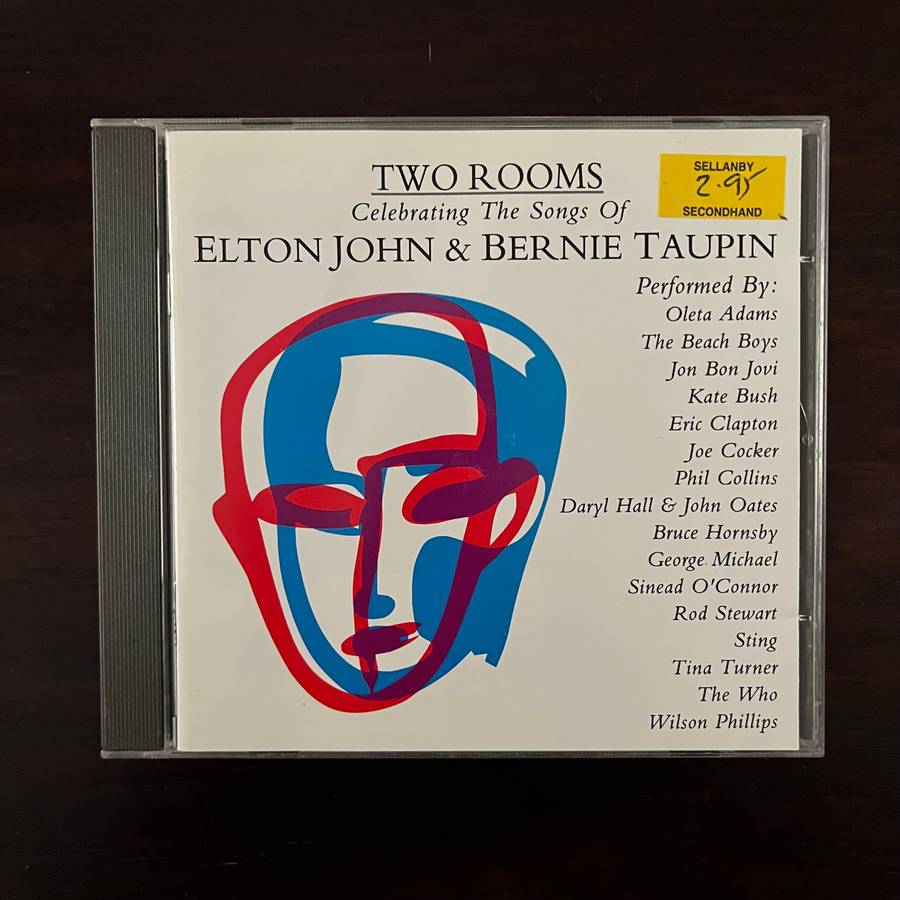 TWO ROOMS
Celebrating The Songs Of
ELTON JOHN & BERNIE TAUPIN
SELLANBY
2.95
SECONDHAND
Performed By:
Oleta Adams
The Beach Boys
Jon Bon Jovi
Kate Bush
Eric Clapton
Joe Cocker
Phil Collins
Daryl Hall & John Oates
Bruce Hornsby
George Michael
Sinead O'Connor
Rod Stewart
Sting
Tina Turner
The Who
Wilson Phillips